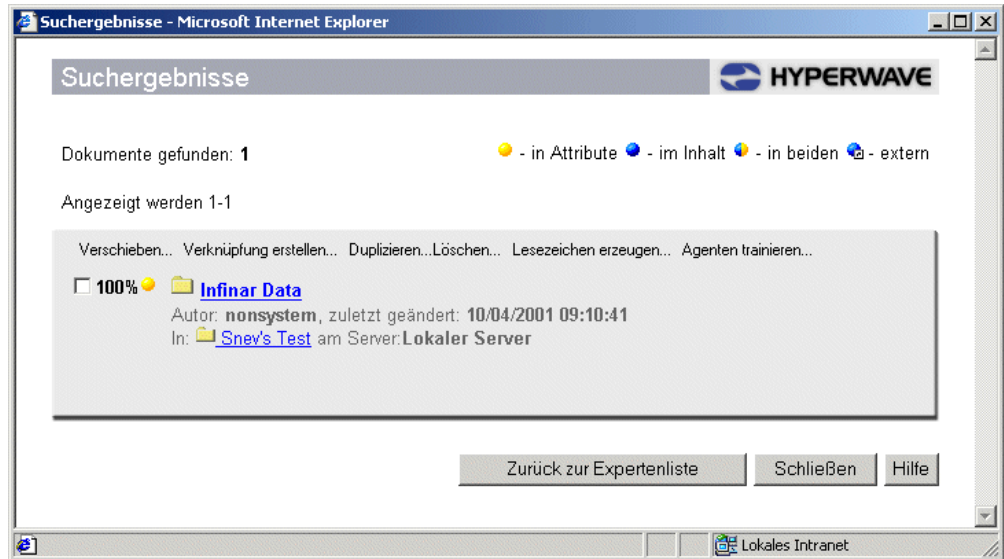 Suchergebnisse - Microsoft Internet Explorer
Suchergebnisse
HYPERWAVE
Dokumente gefunden: 1
- in Attribute - im Inhalt - in beiden - extern
Angezeigt werden 1-1
Verschieben... Verknüpfung erstellen... Duplizieren...Löschen... Lesezeichen erzeugen... Agenten trainieren...
100% Infinar Data
Autor: nonsystem, zuletzt geändert: 10/04/2001 09:10:41
In: Snev's Test am Server:Lokaler Server
Zurück zur Expertenliste Schließen Hilfe
Lokales Intranet